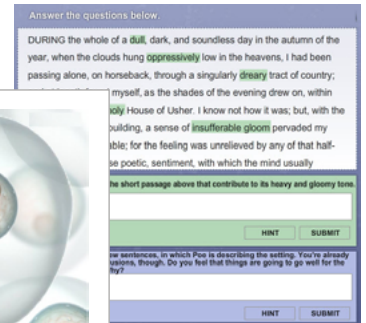 Answer the questions below.
DURING the whole of a dull, dark, and soundless day in the autumn of the
year, when the clouds hung oppressively low in the heavens, I had been
passing alone, on horseback, through a singularly dreary tract of country;
myself, as the shades of the evening drew on, within
holy House of Usher. I know not how it was; but, with the
building, a sense of insufferable gloom pervaded my
ble; for the feeling was unrelieved by any of that half-
se poetic, sentiment, with which the mind usually
he short passage above that contribute to its heavy and gloomy tone.
HINT SUBMIT
ew sentences, in which Poe is describing the setting. You're already
usions, though. Do you feel that things are going to go well for the
hy?
HINT SUBMIT